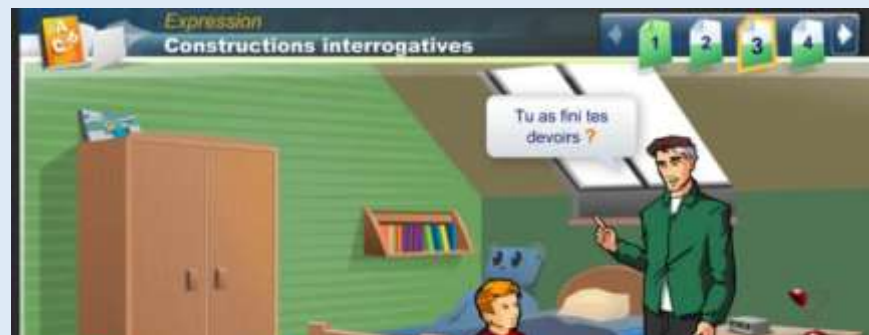 Expression
Constructions interrogatives
1 2 3 4
Tu as fini tes
devoirs ?